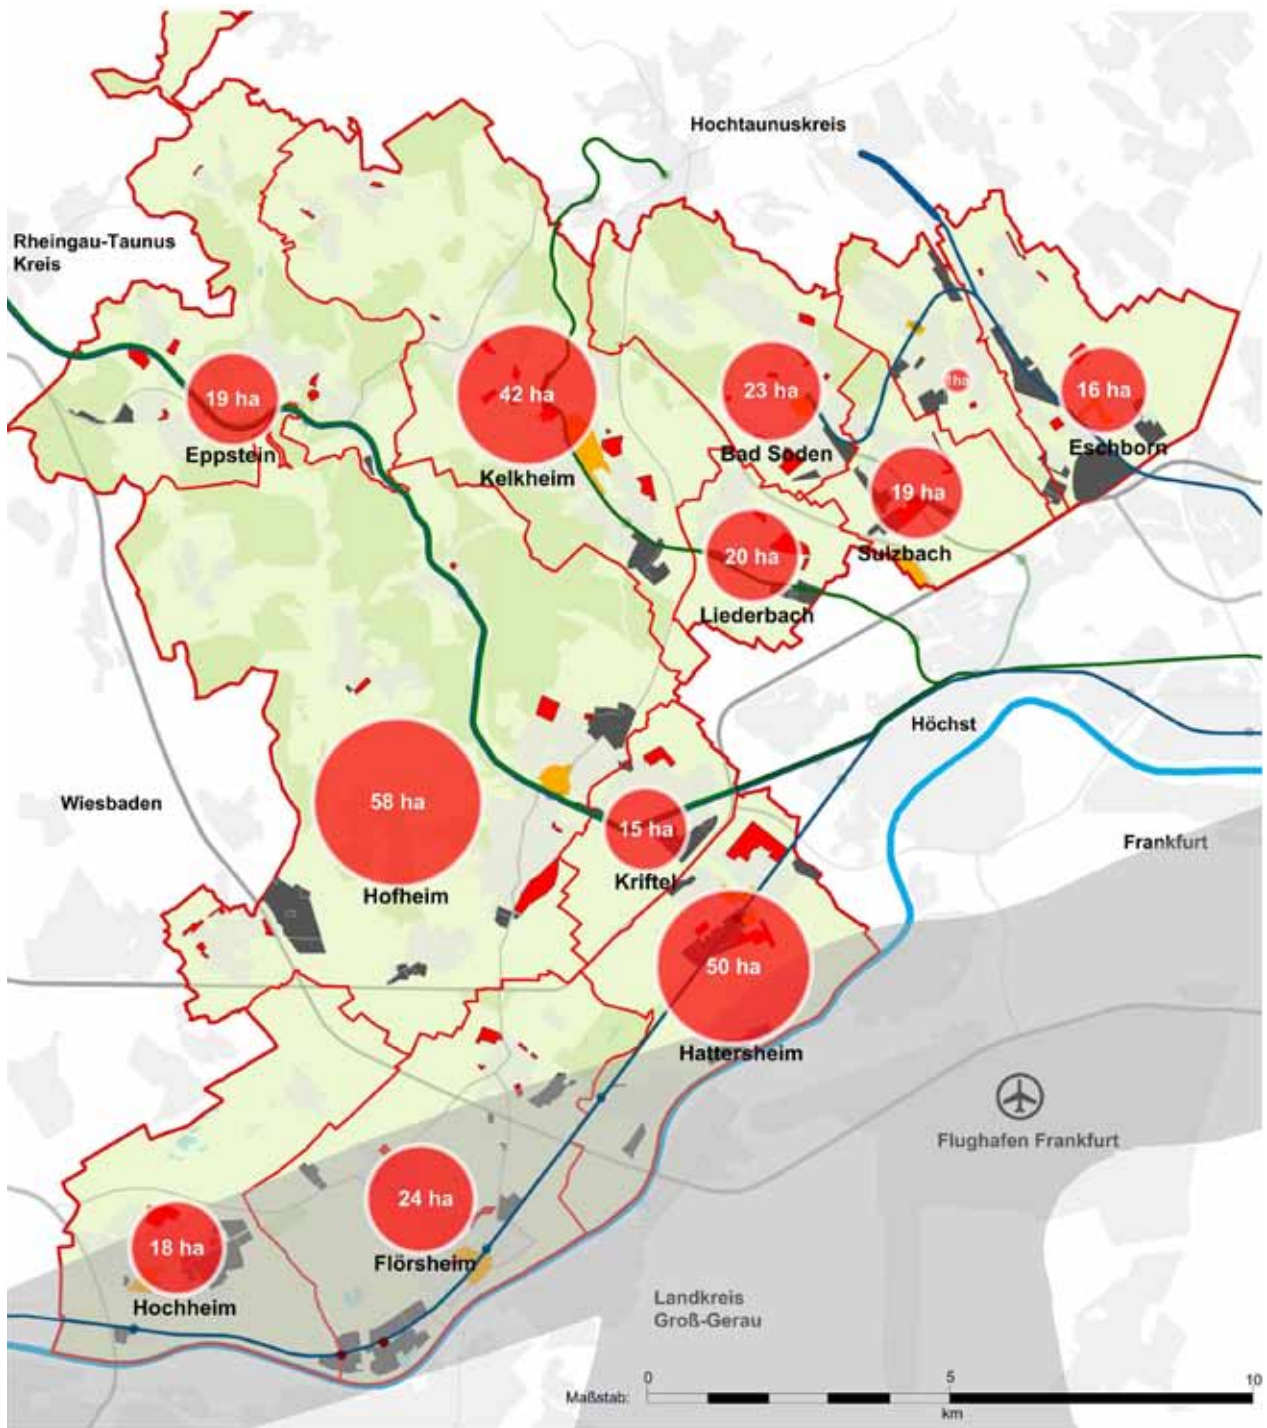 Hochtaunuskreis
Rheingau-Taunus
Kreis
19 ha
Eppstein
42 ha
Kelkheim
23 ha
Bad Soden
1ha
16 ha
Eschborn
19 ha
Sulzbach
20 ha
Liederbach
Höchst
Wiesbaden
58 ha
Hofheim
15 ha
Kriftel
Frankfurt
50 ha
Hattersheim
Flughafen Frankfurt
24 ha
Flörsheim
18 ha
Hochheim
Landkreis
Groß-Gerau
Maßstab:
0
5
10
km